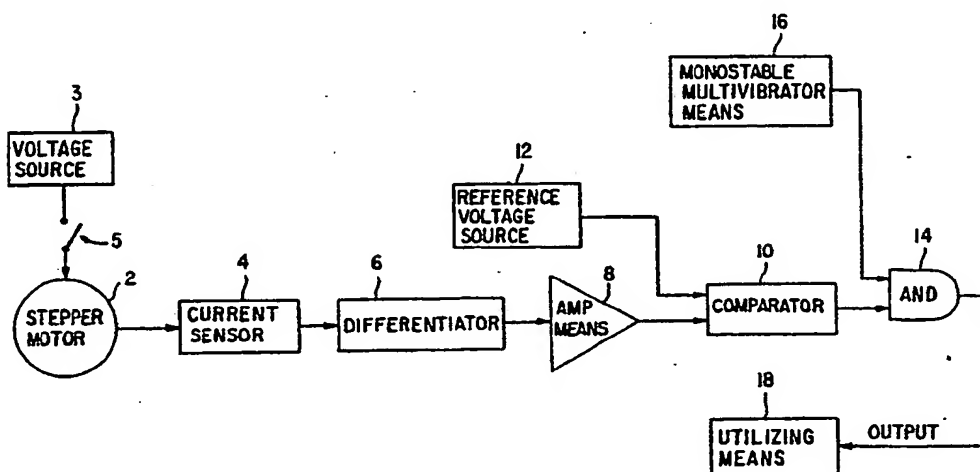 16
MONOSTABLE
MULTIVIBRATOR
MEANS
3
VOLTAGE
SOURCE
12
REFERENCE
VOLTAGE
SOURCE
5
14
AND
2
STEPPER
MOTOR
4
CURRENT
SENSOR
6
DIFFERENTIATOR
8
AMP
MEANS
10
COMPARATOR
18
UTILIZING
MEANS
OUTPUT